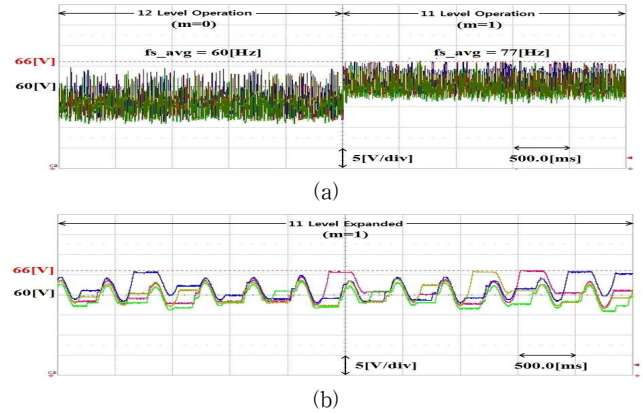 12 Level Operation
(m=0)
11 Level Operation
(m=1)
fs_avg = 60[Hz]
fs_avg = 77[Hz]
66[V]
60[V]
5[V/div]
500.0[ms]
(a)
11 Level Expanded
(m=1)
66[V]
60[V]
5[V/div]
500.0[ms]
(b)